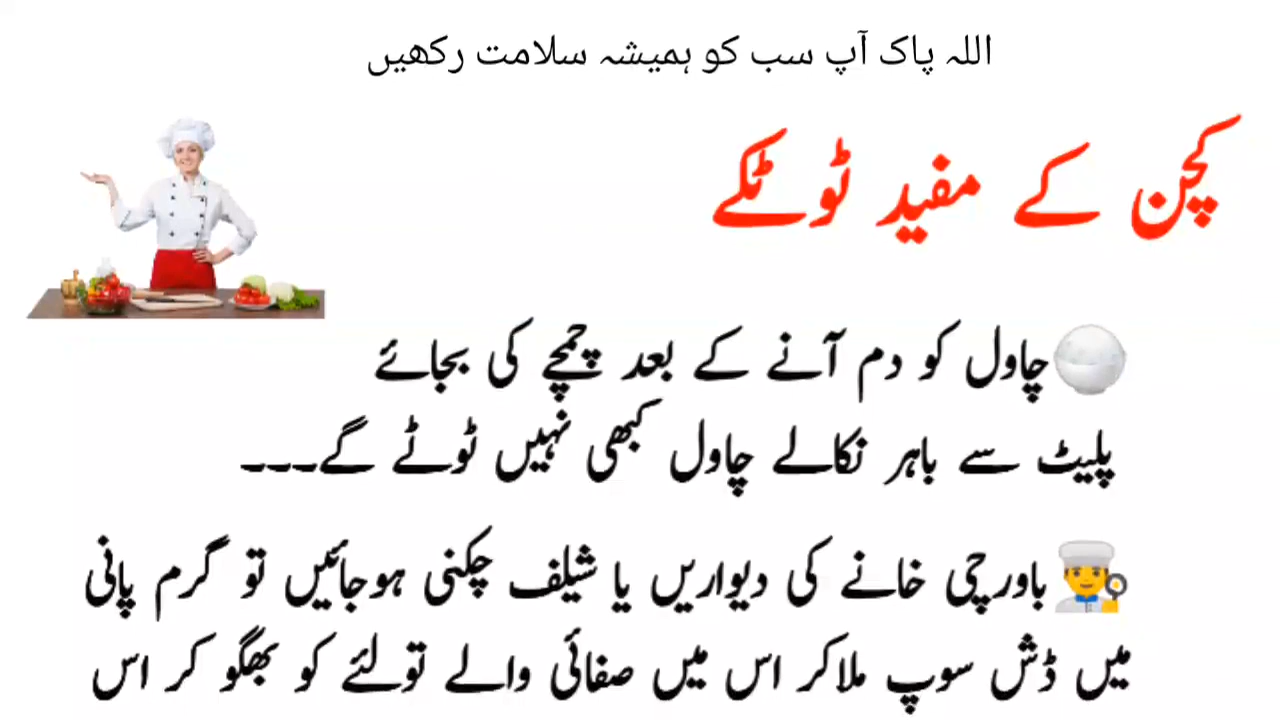 اللہ پاک آپ سب کو ہمیشہ سلامت رکھیں
کچن کے مفید ٹوٹکے
چاول کو دم آنے کے بعد چمچے کی بجائے
پلیٹ سے باہر نکالے چاول کبھی نہیں ٹوٹے گے۔۔۔
باورچی خانے کی دیواریں یا شیلف چکنی ہوجائیں تو گرم پانی
میں ڈش سوپ ملاکر اس میں صفائی والے تولئے کو بھگو کر اس